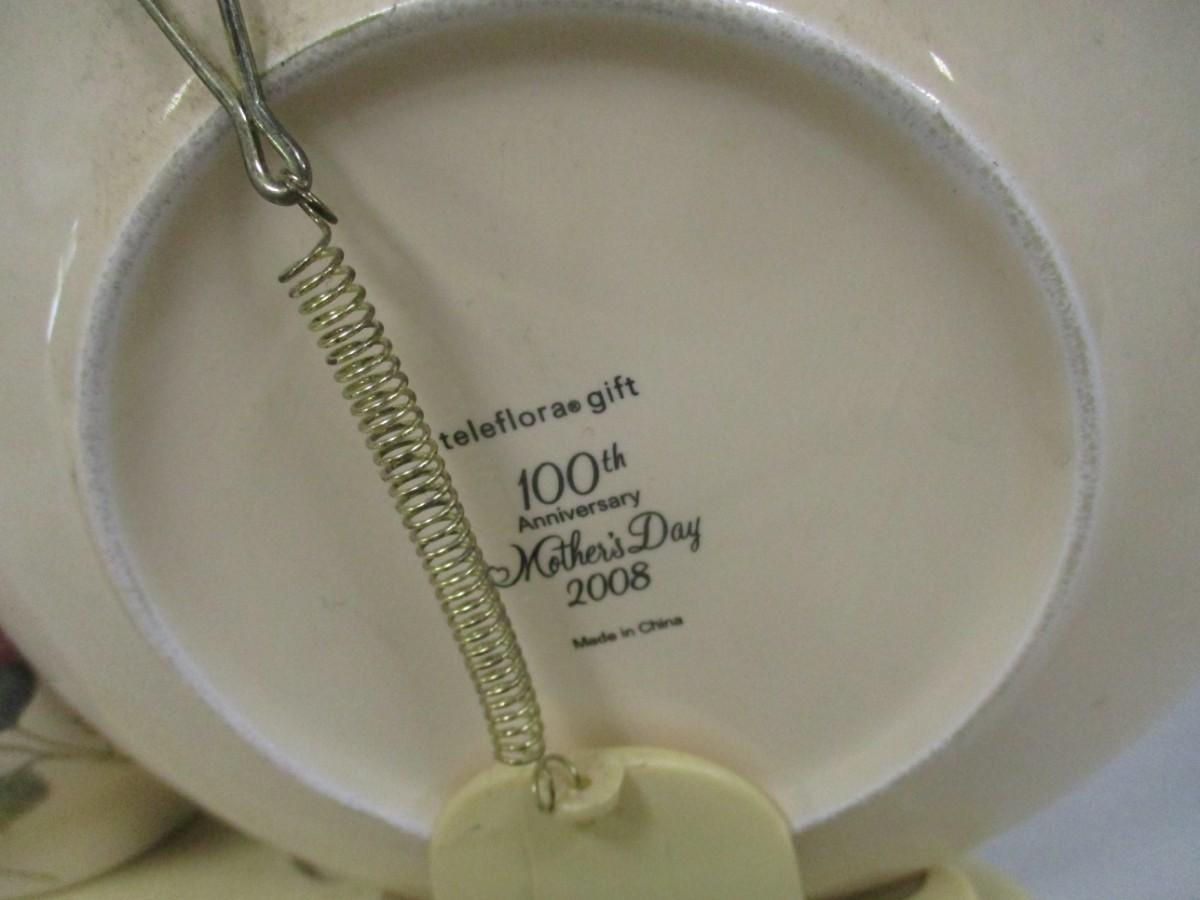 teleflora® gift
100th
Anniversary
Mother's Day
2008
Made in China